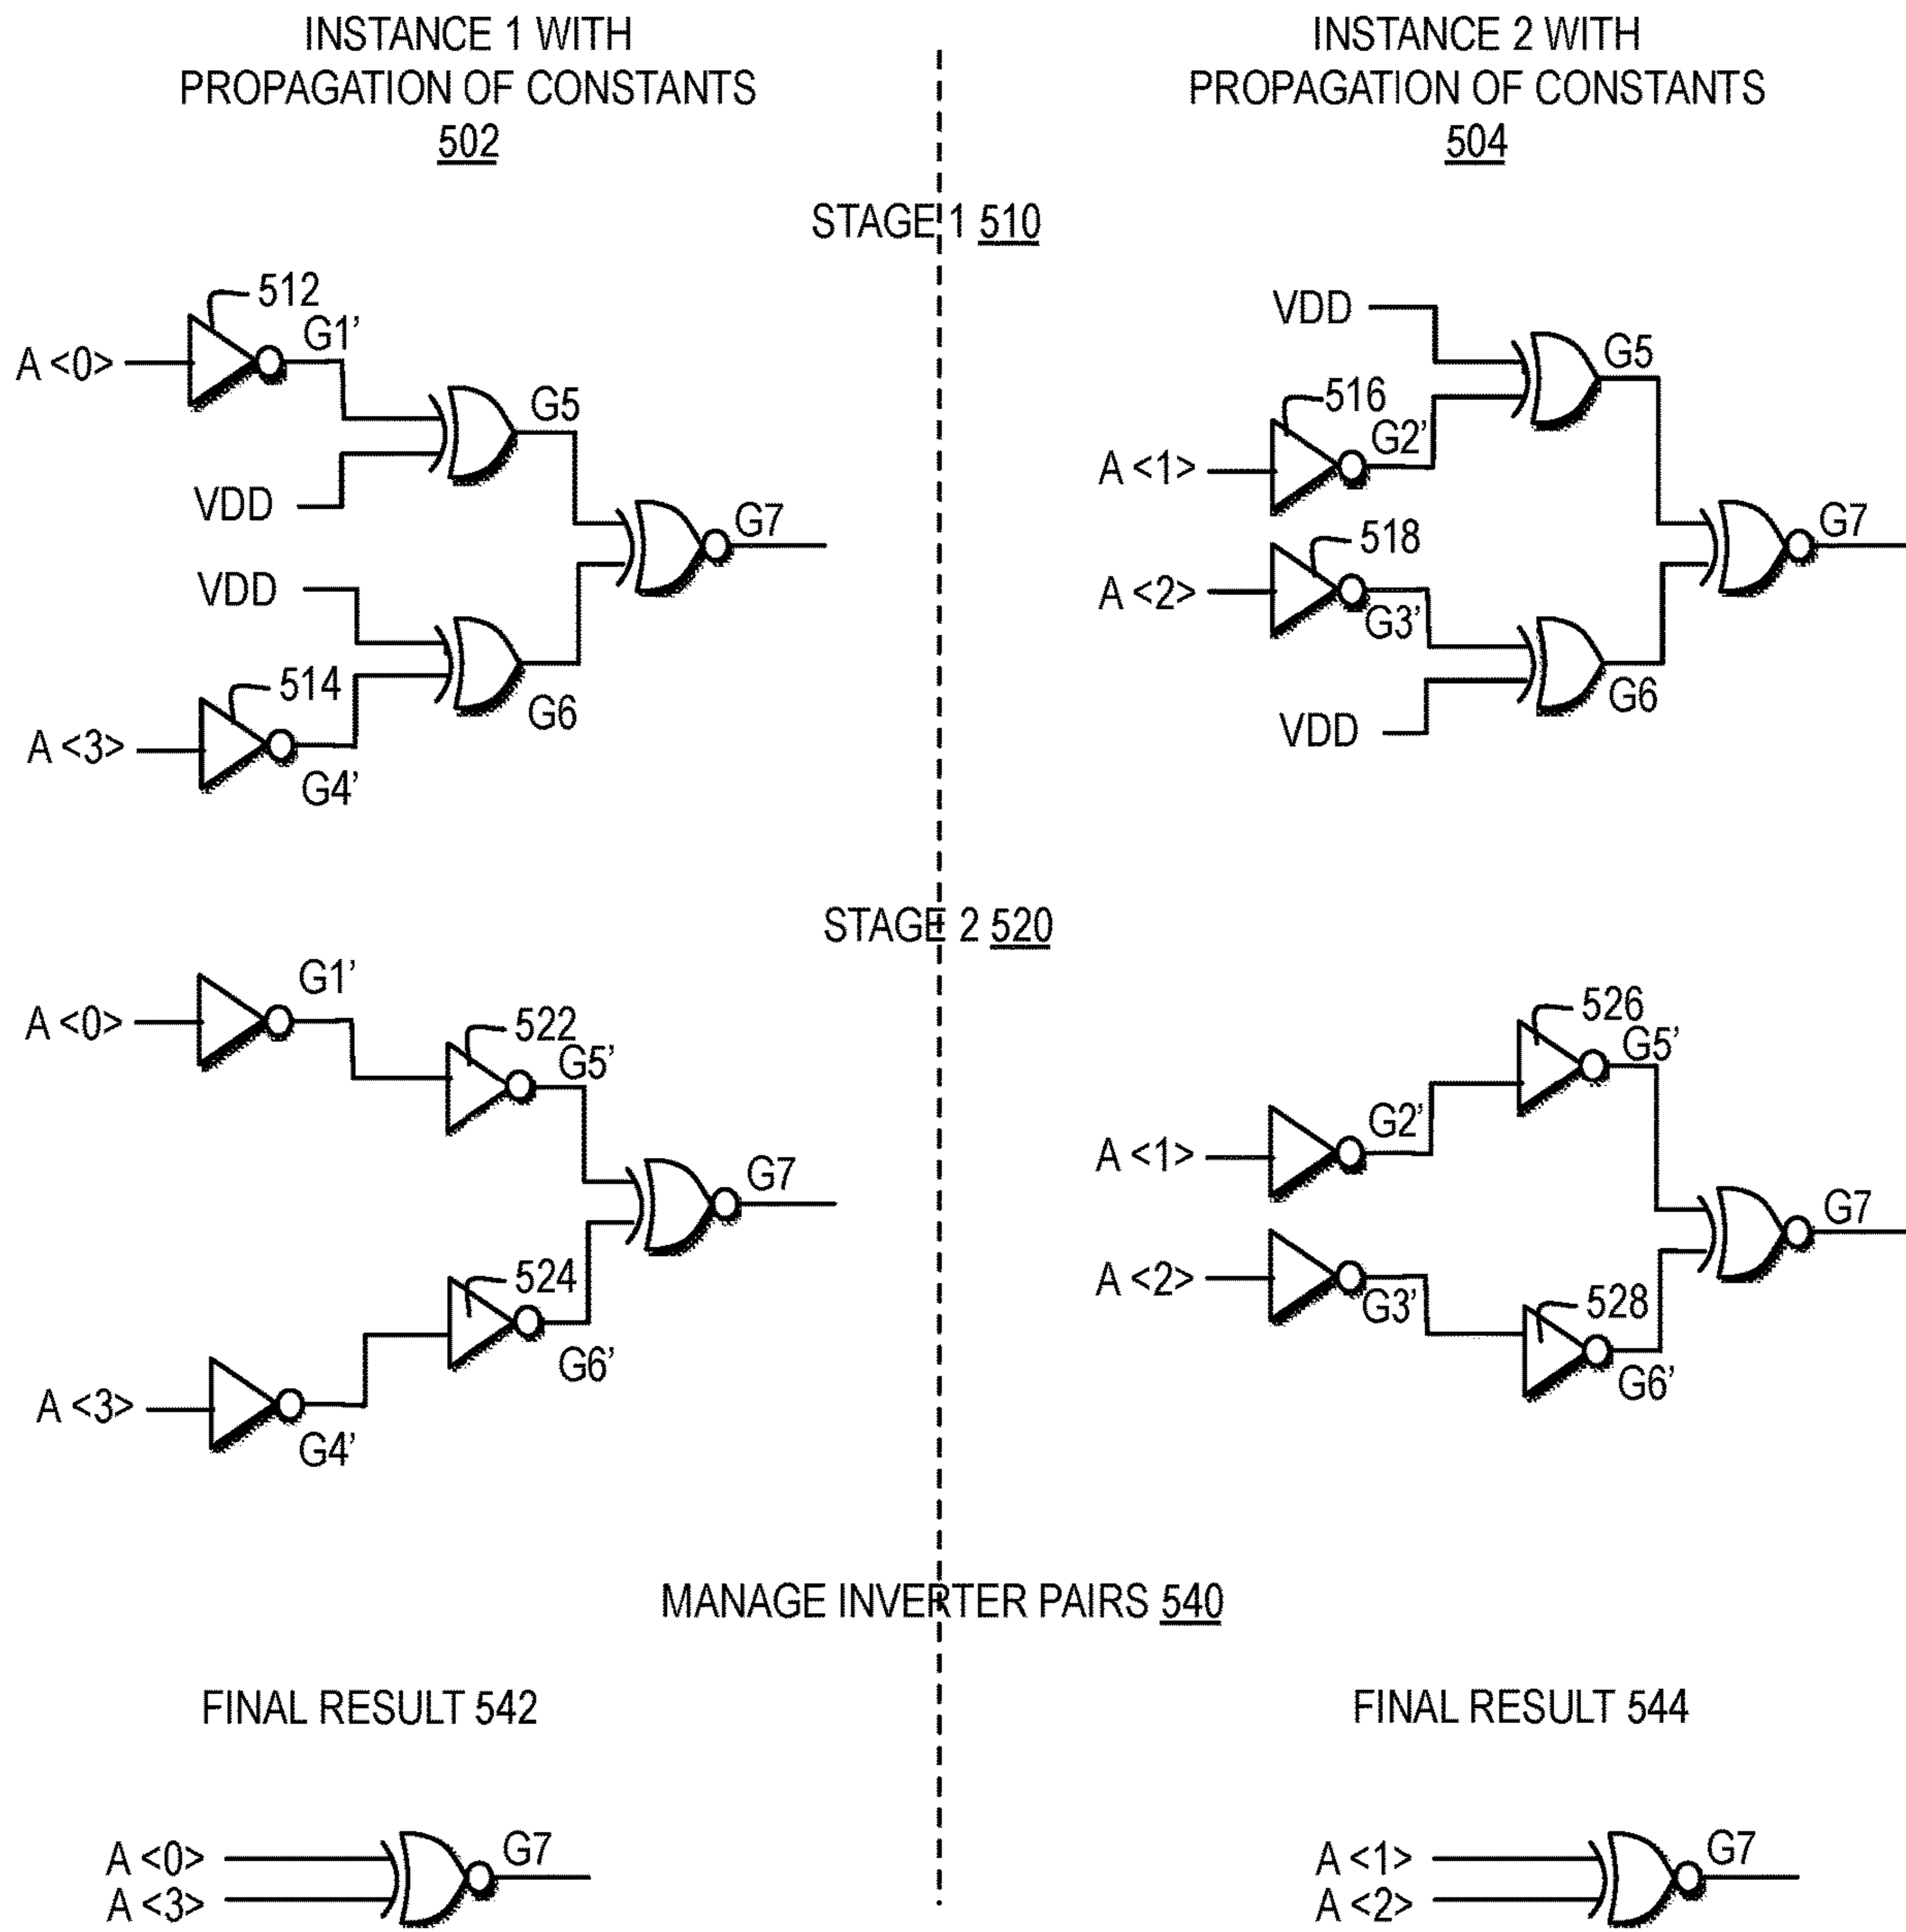 INSTANCE 1 WITH
PROPAGATION OF CONSTANTS
502
INSTANCE 2 WITH
PROPAGATION OF CONSTANTS
504
STAGE 1 510
512
G1'
A <0>
G5
VDD
G7
VDD
514
G6
A <3>
G4'
VDD
G5
516
G2'
A <1>
G7
518
A <2>
G3'
G6
VDD
STAGE 2 520
G1'
A <0>
522
G5'
G7
524
G6'
A <3>
G4'
526
G5'
G2'
A <1>
G7
A <2>
G3'
528
G6'
MANAGE INVERTER PAIRS 540
FINAL RESULT 542
A <0>
G7
A <3>
FINAL RESULT 544
A <1>
G7
A <2>